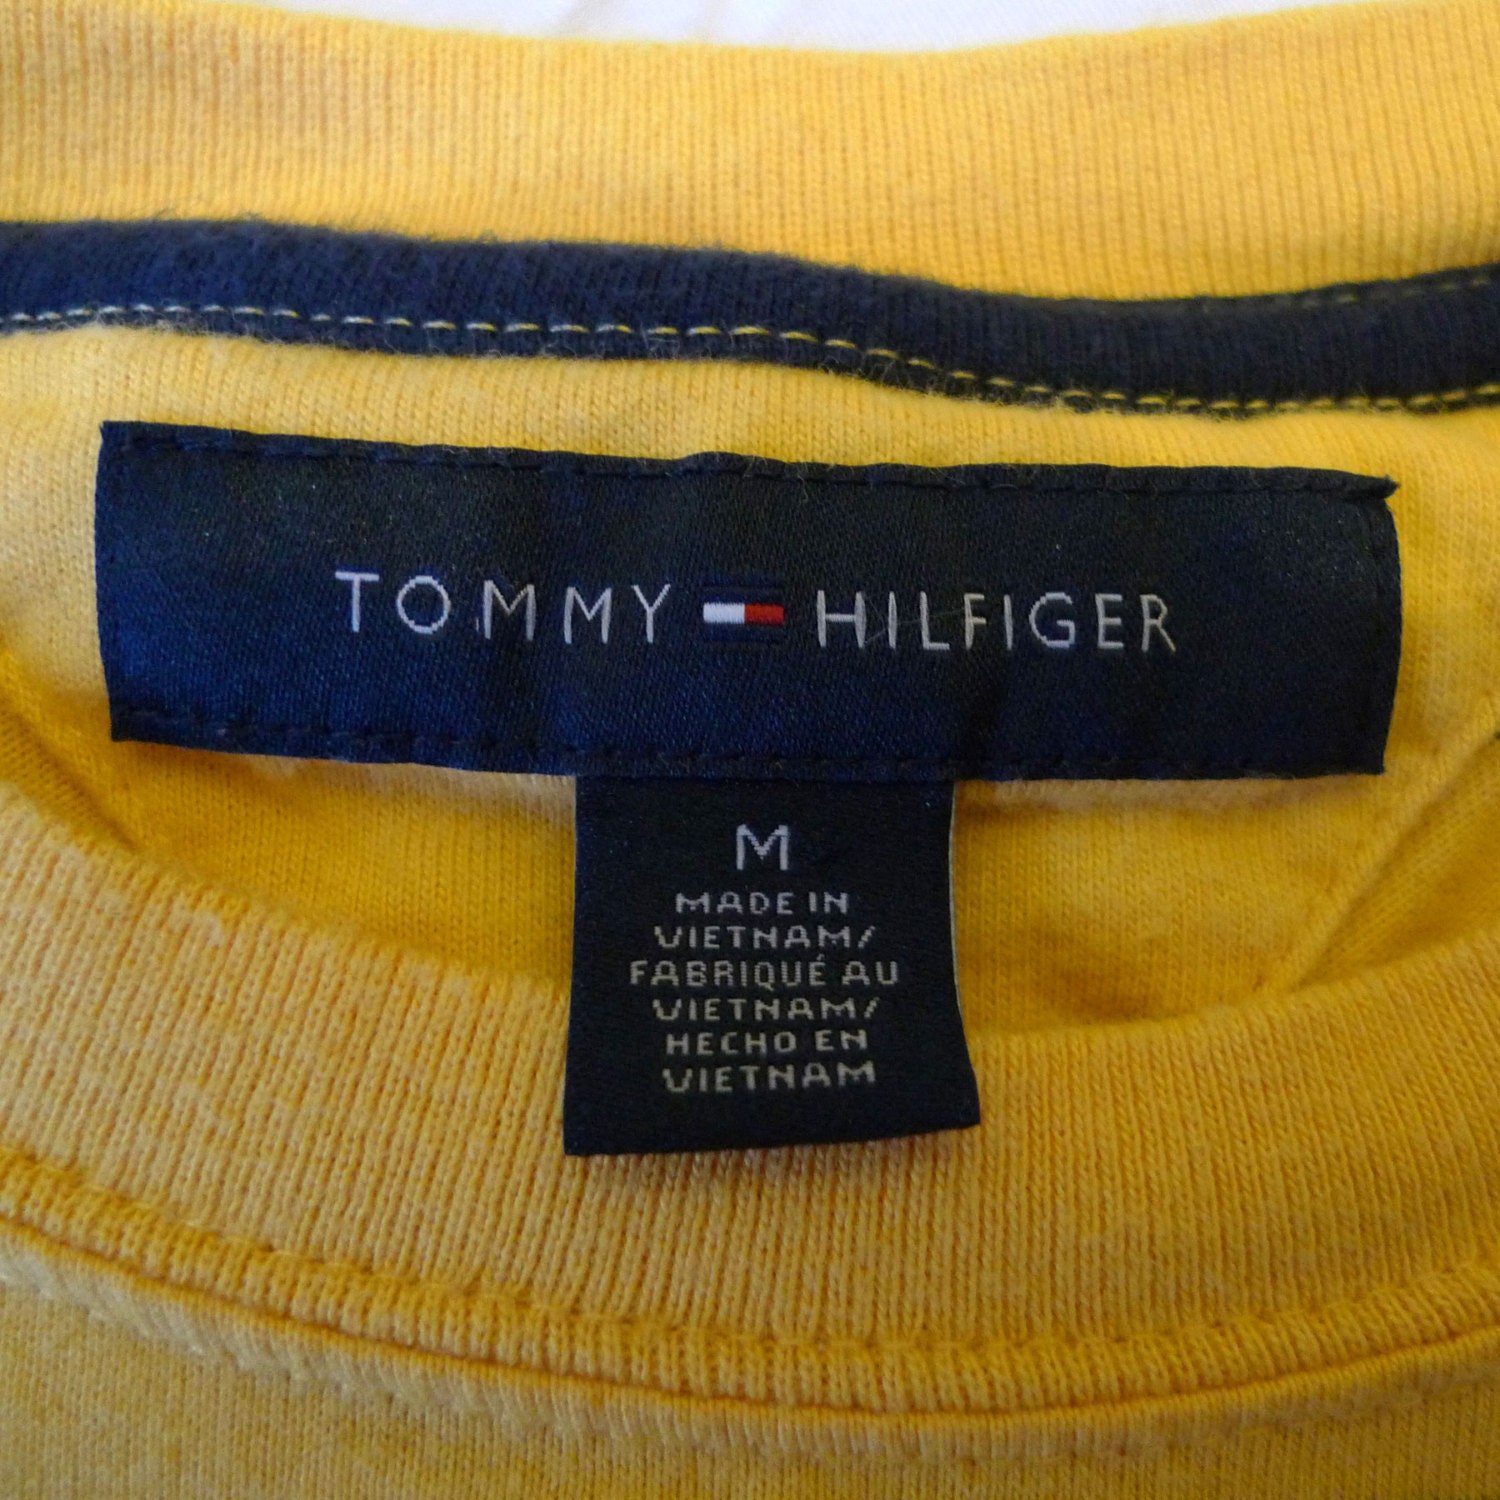 TOMMY HILFIGER
M
MADE IN
VIETNAM/
FABRIQUÉ AU
VIETNAM/
HECHO EN
VIETNAM